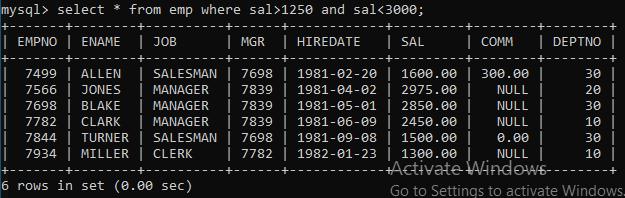 mysql> select * from emp where sal>1250 and sal<3000;
+-------+--------+----------+------+------------+---------+--------+--------+
| EMPNO | ENAME  | JOB      | MGR  | HIREDATE   | SAL     | COMM   | DEPTNO |
+-------+--------+----------+------+------------+---------+--------+--------+
|  7499 | ALLEN  | SALESMAN | 7698 | 1981-02-20 | 1600.00 | 300.00 |     30 |
|  7566 | JONES  | MANAGER  | 7839 | 1981-04-02 | 2975.00 |   NULL |     20 |
|  7698 | BLAKE  | MANAGER  | 7839 | 1981-05-01 | 2850.00 |   NULL |     30 |
|  7782 | CLARK  | MANAGER  | 7839 | 1981-06-09 | 2450.00 |   NULL |     10 |
|  7844 | TURNER | SALESMAN | 7698 | 1981-09-08 | 1500.00 |   0.00 |     30 |
|  7934 | MILLER | CLERK    | 7782 | 1982-01-23 | 1300.00 |   NULL |     10 |
+-------+--------+----------+------+------------+---------+--------+--------+
6 rows in set (0.00 sec)
Activate Windows
Go to Settings to activate Windows.